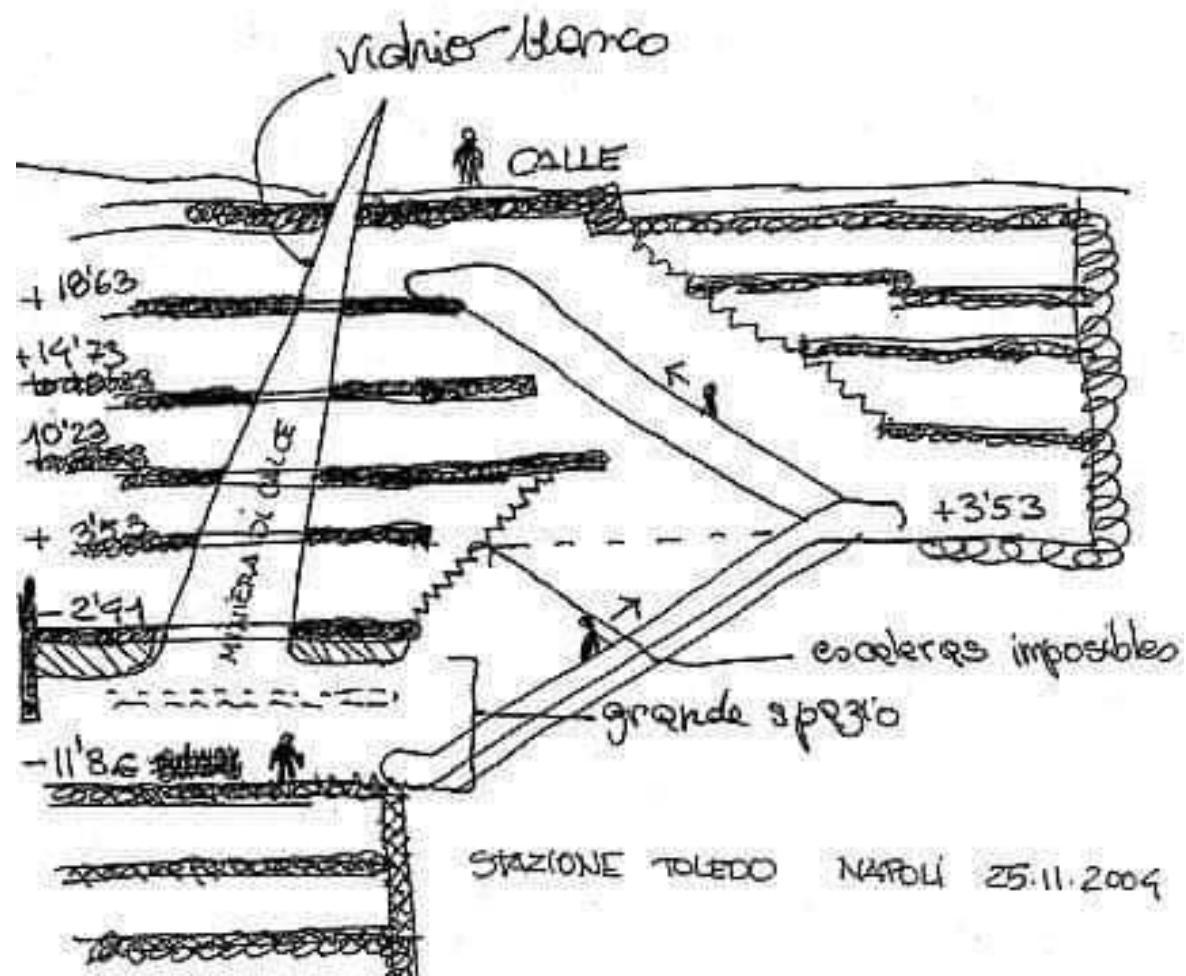 vidrio blanco
CALLE
+ 18'63
+14'73
10'23
+ 3'53
+3'53
MINIERA DI
- 2'91
escaleras imposibles
grande spazio
-11'86
STAZIONE TOLEDO NAPOLI 25.11.2004